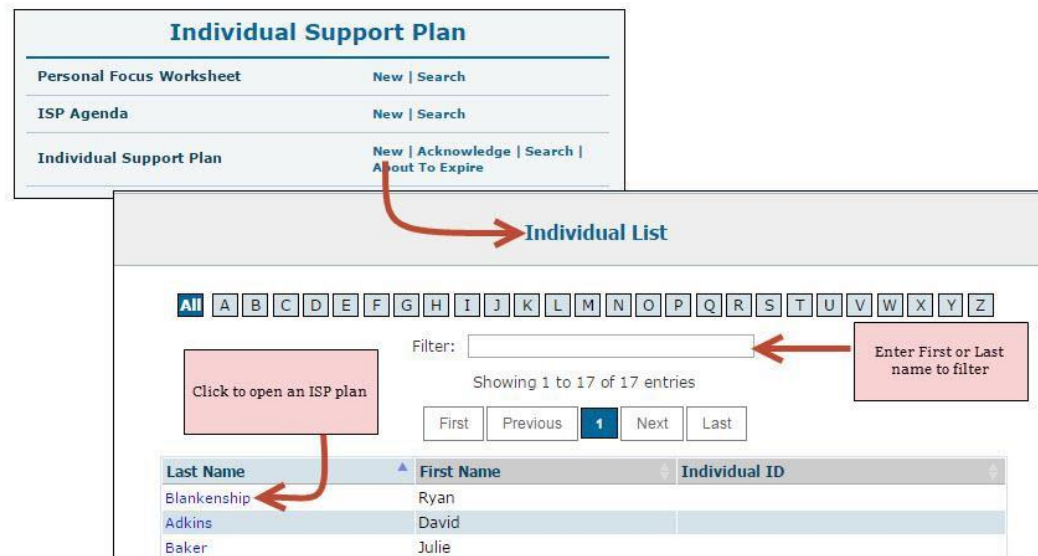 Individual Support Plan
Personal Focus Worksheet New | Search
ISP Agenda New | Search
Individual Support Plan New | Acknowledge | Search |
About To Expire
Individual List
All A B C D E F G H I J K L M N O P Q R S T U V W X Y Z
Filter:
Enter First or Last
name to filter
Click to open an ISP plan
Showing 1 to 17 of 17 entries
First Previous 1 Next Last
Last Name First Name Individual ID
Blankenship Ryan
Adkins David
Baker Julie